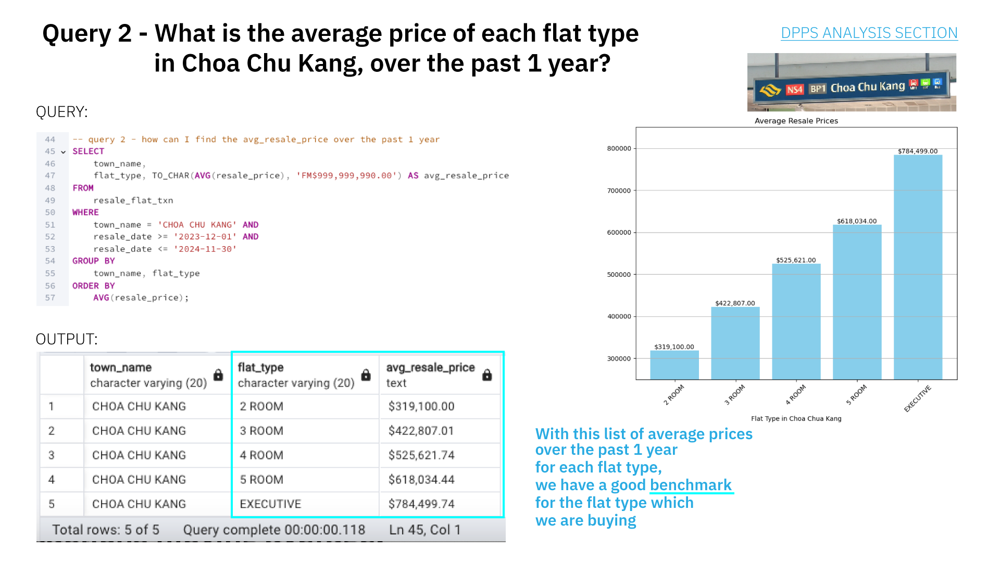 Query 2 - What is the average price of each flat type
in Choa Chu Kang, over the past 1 year?
DPPS ANALYSIS SECTION
NS4 BP1 Choa Chu Kang
QUERY:
44 -- query 2 - how can I find the avg_resale_price over the past 1 year
45 SELECT
46 town_name,
47 flat_type, TO_CHAR(AVG(resale_price), 'FM$999,999,990.00') AS avg_resale_price
48 FROM
49 resale_flat_txn
50 WHERE
51 town_name = 'CHOA CHU KANG' AND
52 resale_date >= '2023-12-01' AND
53 resale_date <= '2024-11-30'
54 GROUP BY
55 town_name, flat_type
56 ORDER BY
57 AVG(resale_price);
OUTPUT:
town_name flat_type avg_resale_price
character varying (20) character varying (20) text
1 CHOA CHU KANG 2 ROOM $319,100.00
2 CHOA CHU KANG 3 ROOM $422,807.01
3 CHOA CHU KANG 4 ROOM $525,621.74
4 CHOA CHU KANG 5 ROOM $618,034.44
5 CHOA CHU KANG EXECUTIVE $784,499.74
Total rows: 5 of 5 Query complete 00:00:00.118 Ln 45, Col 1
Average Resale Prices
800000
700000
600000
500000
400000
300000
$319,100.00
$422,807.00
$525,621.00
$618,034.00
$784,499.00
2 ROOM
3 ROOM
4 ROOM
5 ROOM
EXECUTIVE
Flat Type in Choa Chua Kang
With this list of average prices
over the past 1 year
for each flat type,
we have a good benchmark
for the flat type which
we are buying